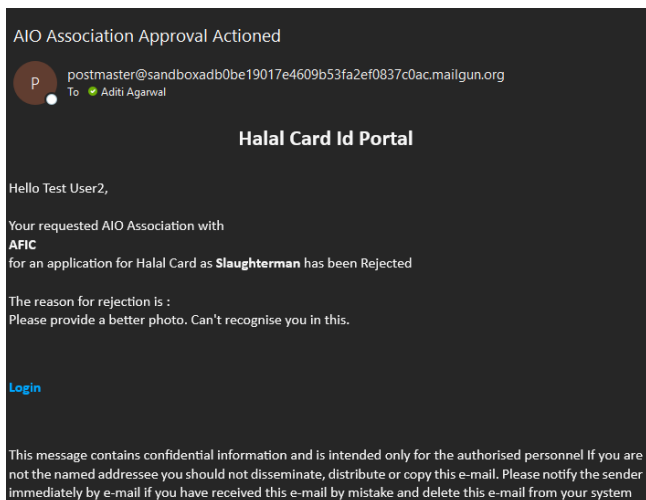 AIO Association Approval Actioned
P
postmaster@sandboxadb0be19017e4609b53fa2ef0837c0ac.mailgun.org
To Aditi Agarwal
Halal Card Id Portal
Hello Test User2,
Your requested AIO Association with
AFIC
for an application for Halal Card as Slaughterman has been Rejected
The reason for rejection is :
Please provide a better photo. Can't recognise you in this.
Login
This message contains confidential information and is intended only for the authorised personnel If you are
not the named addressee you should not disseminate, distribute or copy this e-mail. Please notify the sender
immediately by e-mail if you have received this e-mail by mistake and delete this e-mail from your system